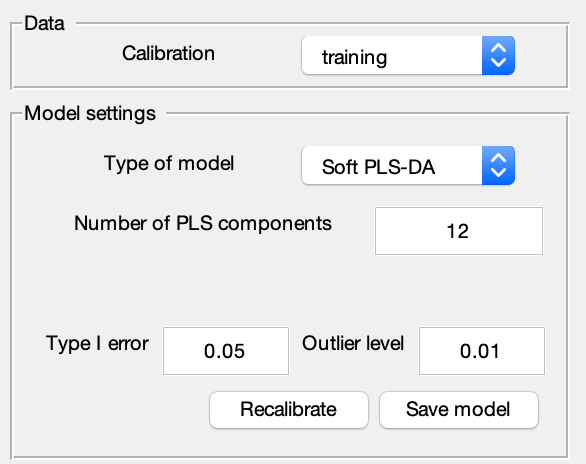 Data
Calibration training
Model settings
Type of model Soft PLS-DA
Number of PLS components 12
Type I error 0.05 Outlier level 0.01
Recalibrate Save model